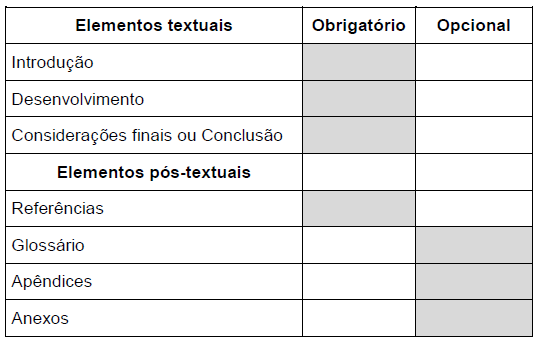 Elementos textuais Obrigatório Opcional
Introdução
Desenvolvimento
Considerações finais ou Conclusão
Elementos pós-textuais
Referências
Glossário
Apêndices
Anexos